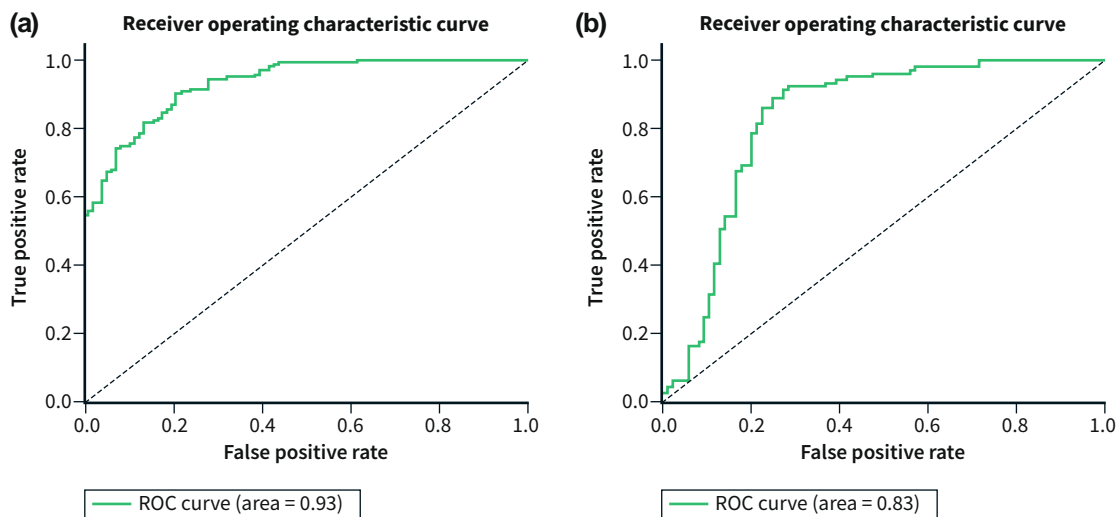 (a)
Receiver operating characteristic curve
True positive rate
1.0
0.8
0.6
0.4
0.2
0.0
0.0 0.2 0.4 0.6 0.8 1.0
False positive rate
ROC curve (area = 0.93)
(b)
Receiver operating characteristic curve
True positive rate
1.0
0.8
0.6
0.4
0.2
0.0
0.0 0.2 0.4 0.6 0.8 1.0
False positive rate
ROC curve (area = 0.83)